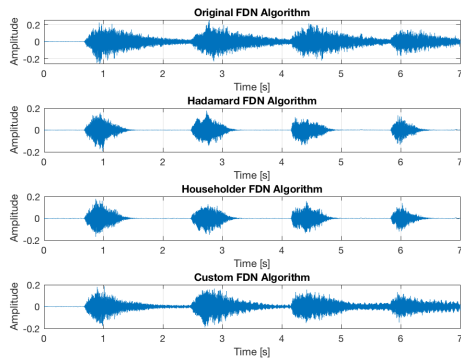 Original FDN Algorithm
Amplitude
0.2
0
-0.2
0 1 2 3 4 5 6 7
Time [s]
Hadamard FDN Algorithm
Amplitude
0.2
0
-0.2
0 1 2 3 4 5 6 7
Time [s]
Householder FDN Algorithm
Amplitude
0.2
0
-0.2
0 1 2 3 4 5 6 7
Time [s]
Custom FDN Algorithm
Amplitude
0.2
0
-0.2
0 1 2 3 4 5 6 7
Time [s]